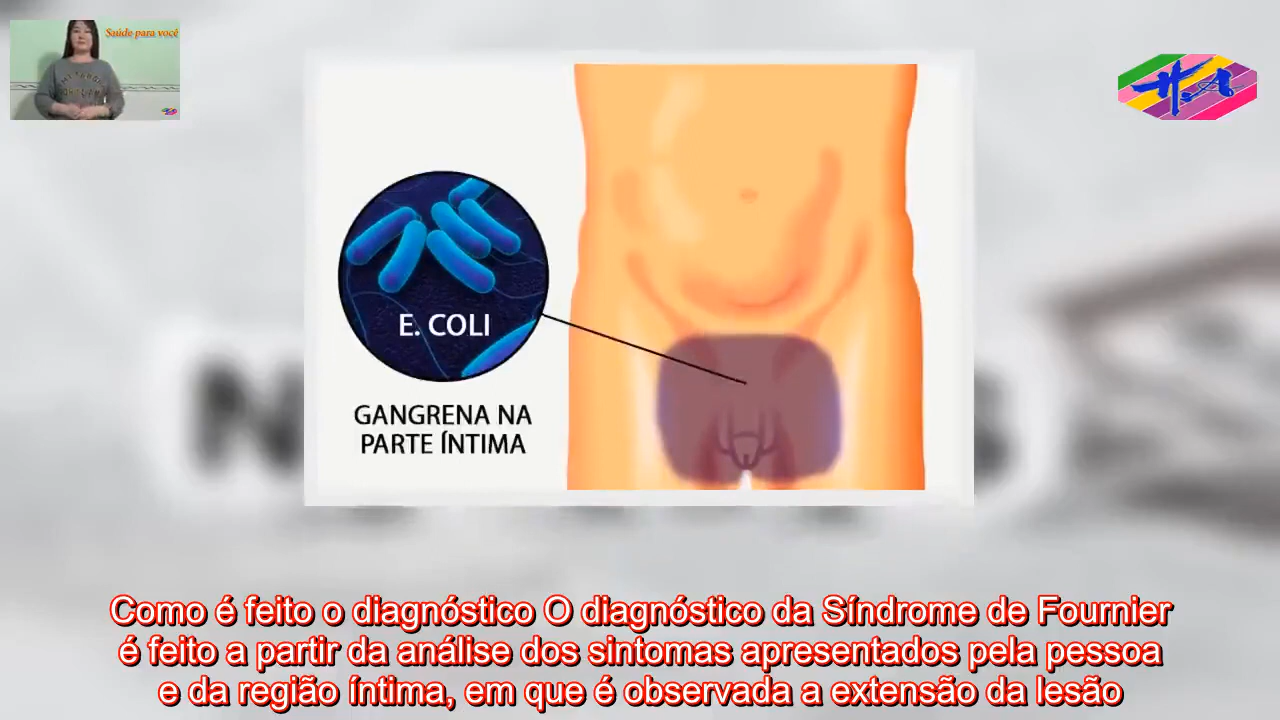 Saúde para você
H.A
E. COLI
GANGRENA NA
PARTE ÍNTIMA
Como é feito o diagnóstico O diagnóstico da Síndrome de Fournier
é feito a partir da análise dos sintomas apresentados pela pessoa
e da região íntima, em que é observada a extensão da lesão